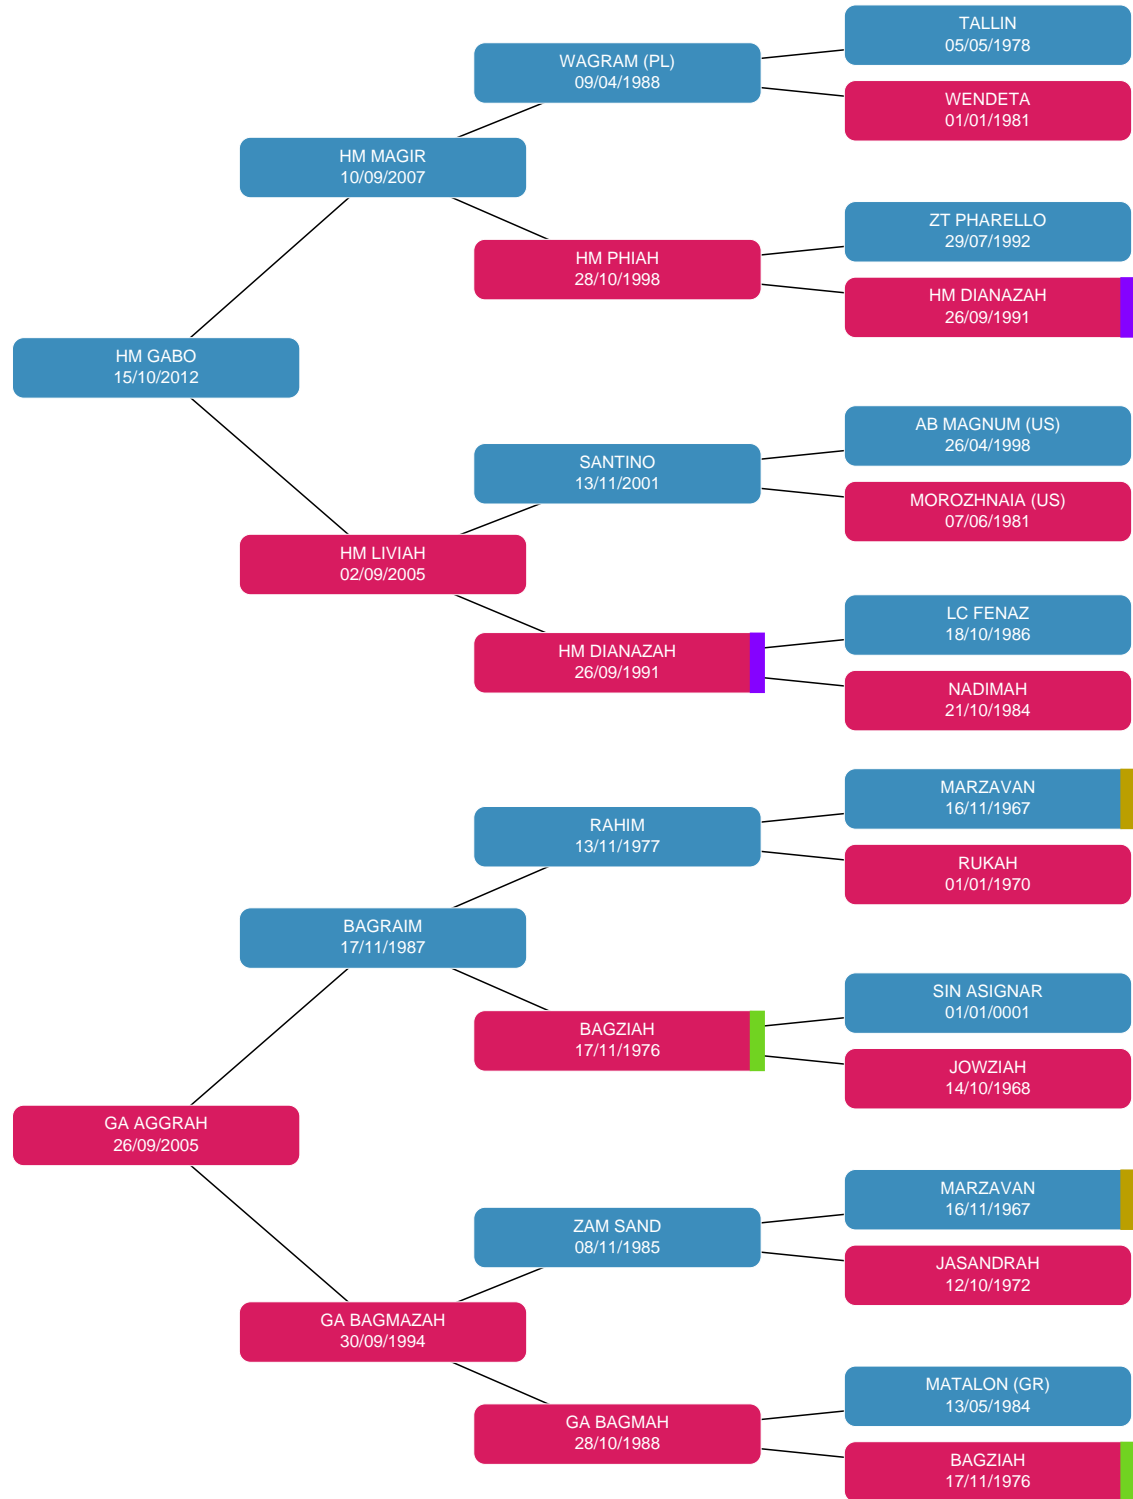 TALLIN
05/05/1978
WAGRAM (PL)
09/04/1988
WENDETA
01/01/1981
HM MAGIR
10/09/2007
ZT PHARELLO
29/07/1992
HM PHIAH
28/10/1998
HM DIANAZAH
26/09/1991
HM GABO
15/10/2012
AB MAGNUM (US)
26/04/1998
SANTINO
13/11/2001
MOROZHNAIA (US)
07/06/1981
HM LIVIAH
02/09/2005
LC FENAZ
18/10/1986
HM DIANAZAH
26/09/1991
NADIMAH
21/10/1984
MARZAVAN
16/11/1967
RAHIM
13/11/1977
RUKAH
01/01/1970
BAGRAIM
17/11/1987
SIN ASIGNAR
01/01/0001
BAGZIAH
17/11/1976
JOWZIAH
14/10/1968
GA AGGRAH
26/09/2005
MARZAVAN
16/11/1967
ZAM SAND
08/11/1985
JASANDRAH
12/10/1972
GA BAGMAZAH
30/09/1994
MATALON (GR)
13/05/1984
GA BAGMAH
28/10/1988
BAGZIAH
17/11/1976